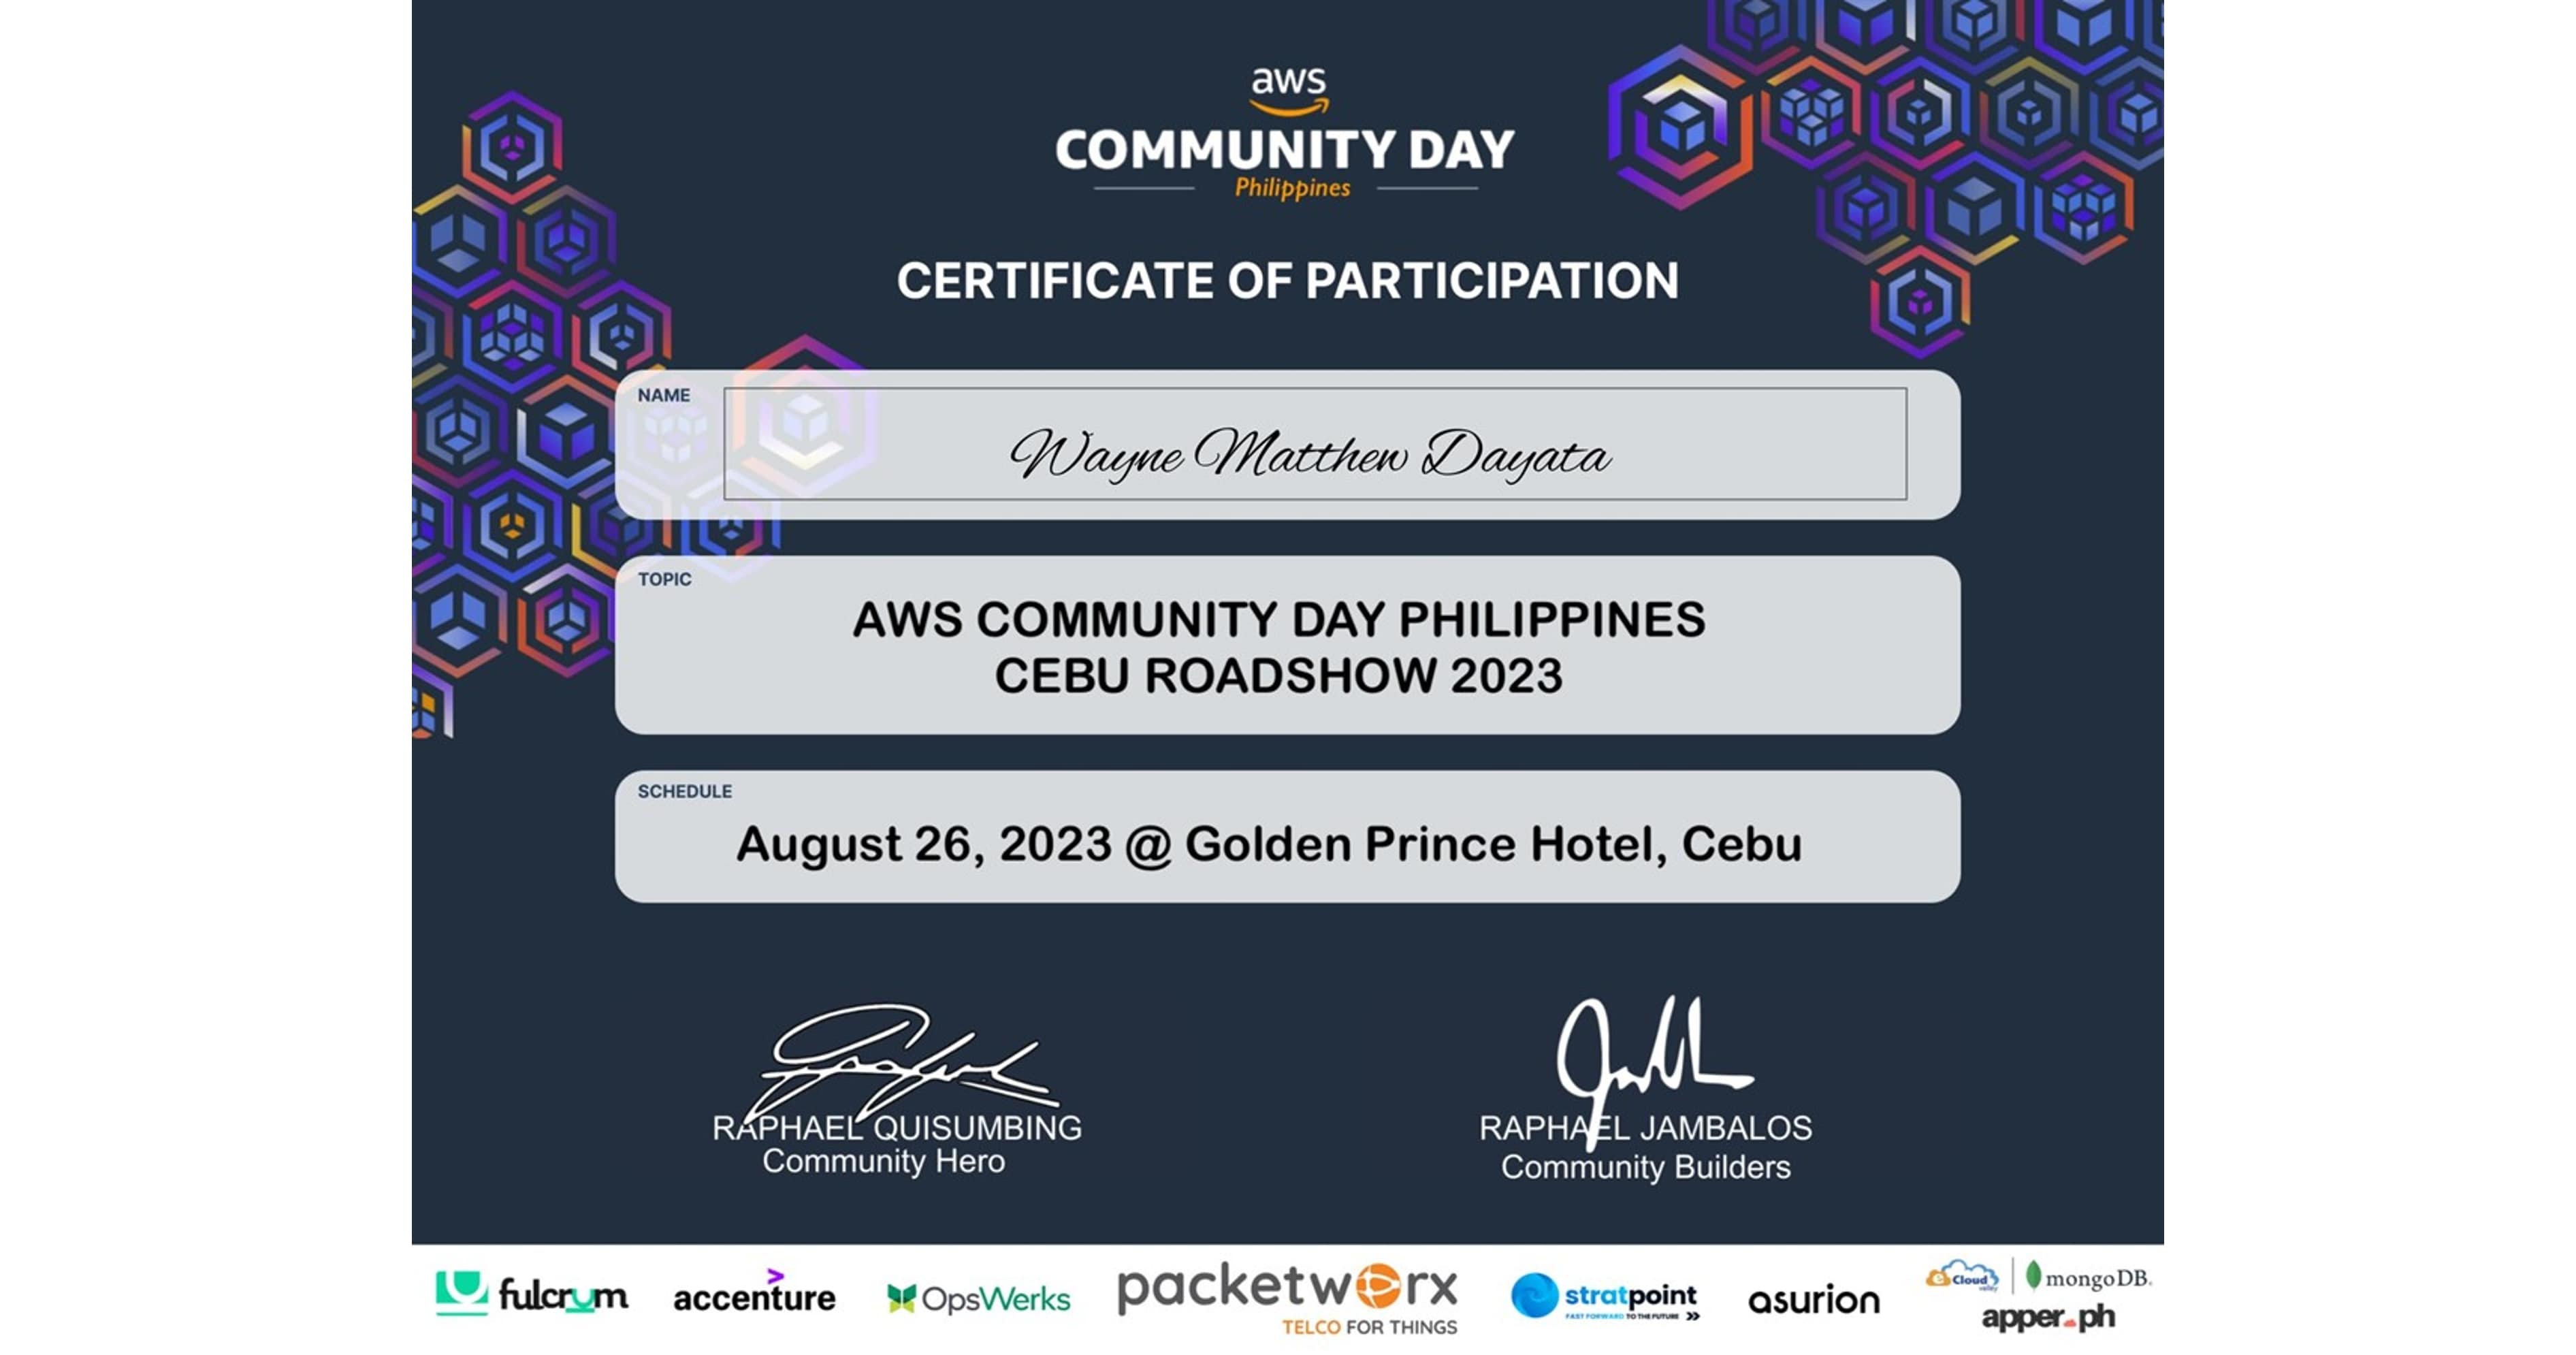 aws
COMMUNITY DAY
Philippines
CERTIFICATE OF PARTICIPATION
NAME
Wayne Matthew Dayata
TOPIC
AWS COMMUNITY DAY PHILIPPINES
CEBU ROADSHOW 2023
SCHEDULE
August 26, 2023 @ Golden Prince Hotel, Cebu
RAPHAEL QUISUMBING
Community Hero
RAPHAEL JAMBALOS
Community Builders
fulcrum
accenture
OpsWerks
packetworx
TELCO FOR THINGS
stratpoint
FAST FORWARD TO THE FUTURE
asurion
eCloud
valley
mongoDB.
apper.ph